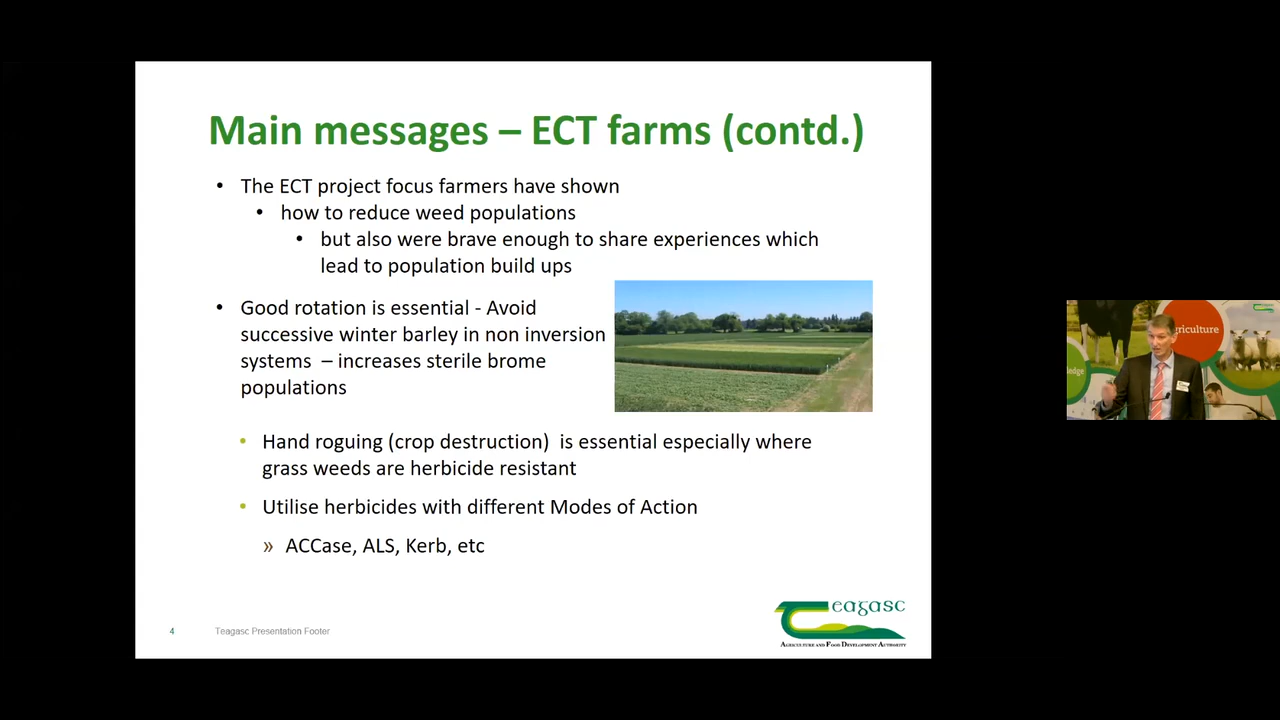 Main messages – ECT farms (contd.)
• The ECT project focus farmers have shown
• how to reduce weed populations
• but also were brave enough to share experiences which
lead to population build ups
• Good rotation is essential - Avoid
successive winter barley in non inversion
systems – increases sterile brome
populations
• Hand roguing (crop destruction) is essential especially where
grass weeds are herbicide resistant
• Utilise herbicides with different Modes of Action
» ACCase, ALS, Kerb, etc
4
Teagasc Presentation Footer
Teagasc
Agriculture and Food Development Authority
griculture
ledge